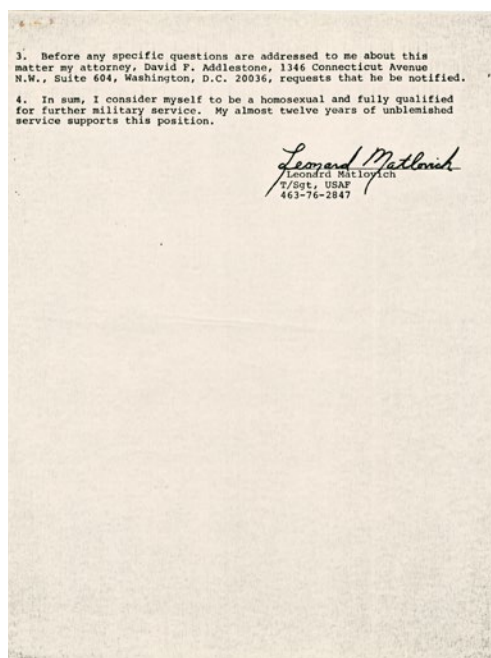 3. Before any specific questions are addressed to me about this
matter my attorney, David F. Addlestone, 1346 Connecticut Avenue
N.W., Suite 604, Washington, D.C. 20036, requests that he be notified.
4. In sum, I consider myself to be a homosexual and fully qualified
for further military service. My almost twelve years of unblemished
service supports this position.
Leonard Matlovich
Leonard Matlovich
T/Sgt, USAF
463-76-2847